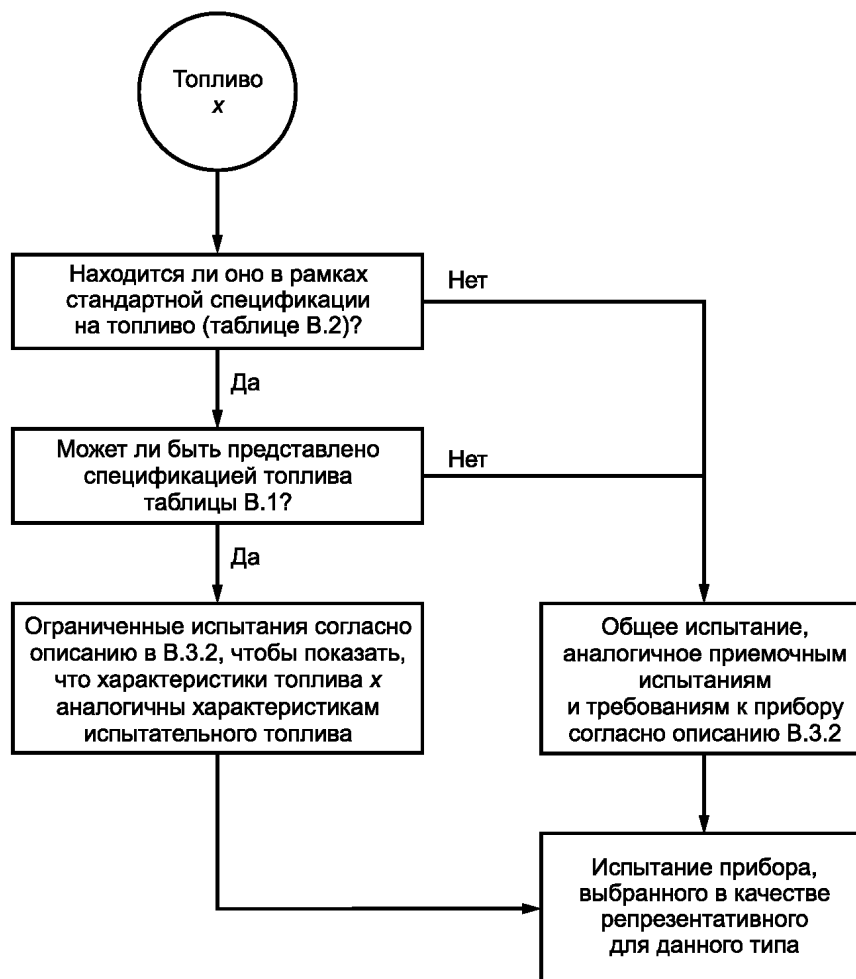 Топливо
x
Находится ли оно в рамках
стандартной спецификации
на топливо (таблице В.2)?
Нет
Да
Может ли быть представлено
спецификацией топлива
таблицы В.1?
Нет
Да
Ограниченные испытания согласно
описанию в В.3.2, чтобы показать,
что характеристики топлива x
аналогичны характеристикам
испытательного топлива
Общее испытание,
аналогичное приемочным
испытаниям
и требованиям к прибору
согласно описанию В.3.2
Испытание прибора,
выбранного в качестве
репрезентативного
для данного типа